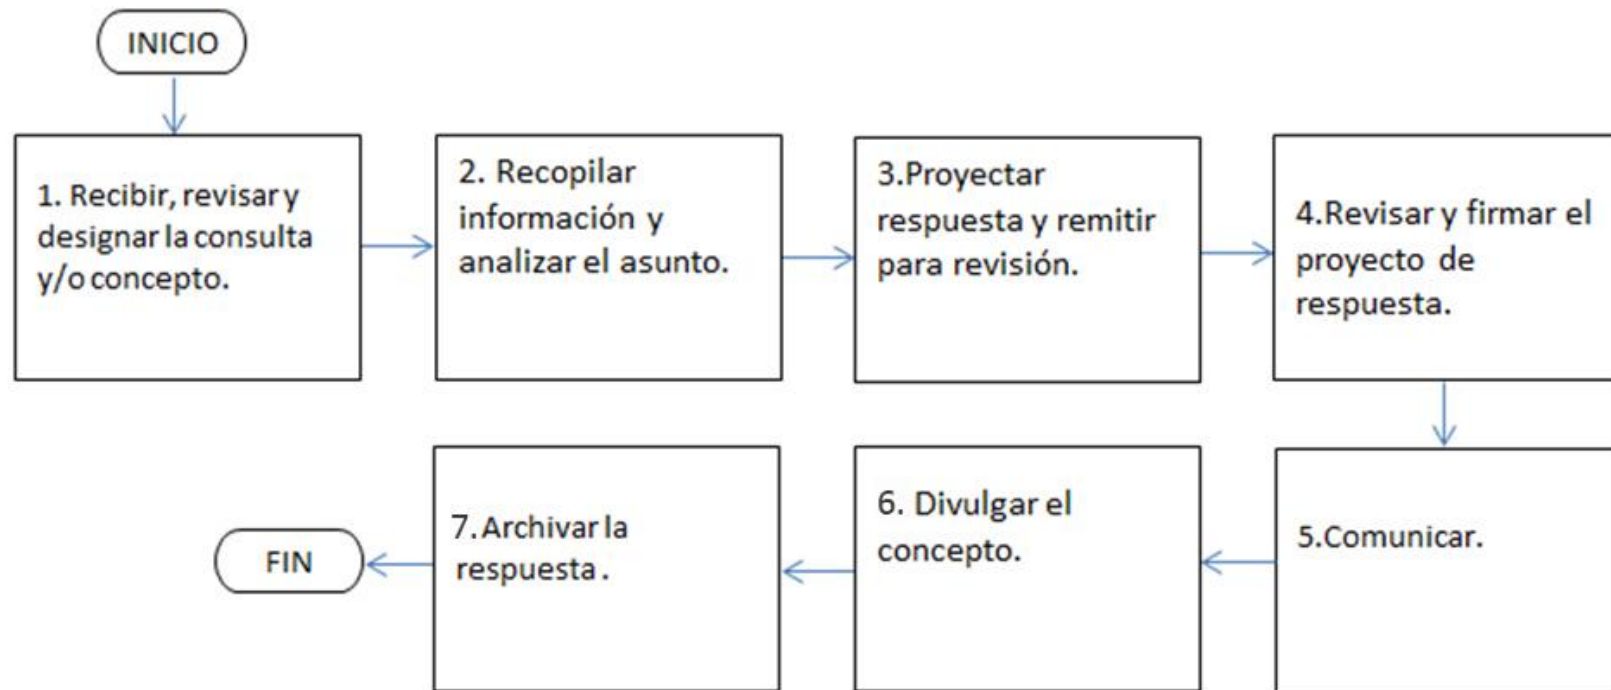 INICIO
1. Recibir, revisar y
designar la consulta
y/o concepto.
2. Recopilar
información y
analizar el asunto.
3.Proyectar
respuesta y remitir
para revisión.
4.Revisar y firmar el
proyecto de
respuesta.
5.Comunicar.
6. Divulgar el
concepto.
7.Archivar la
respuesta.
FIN